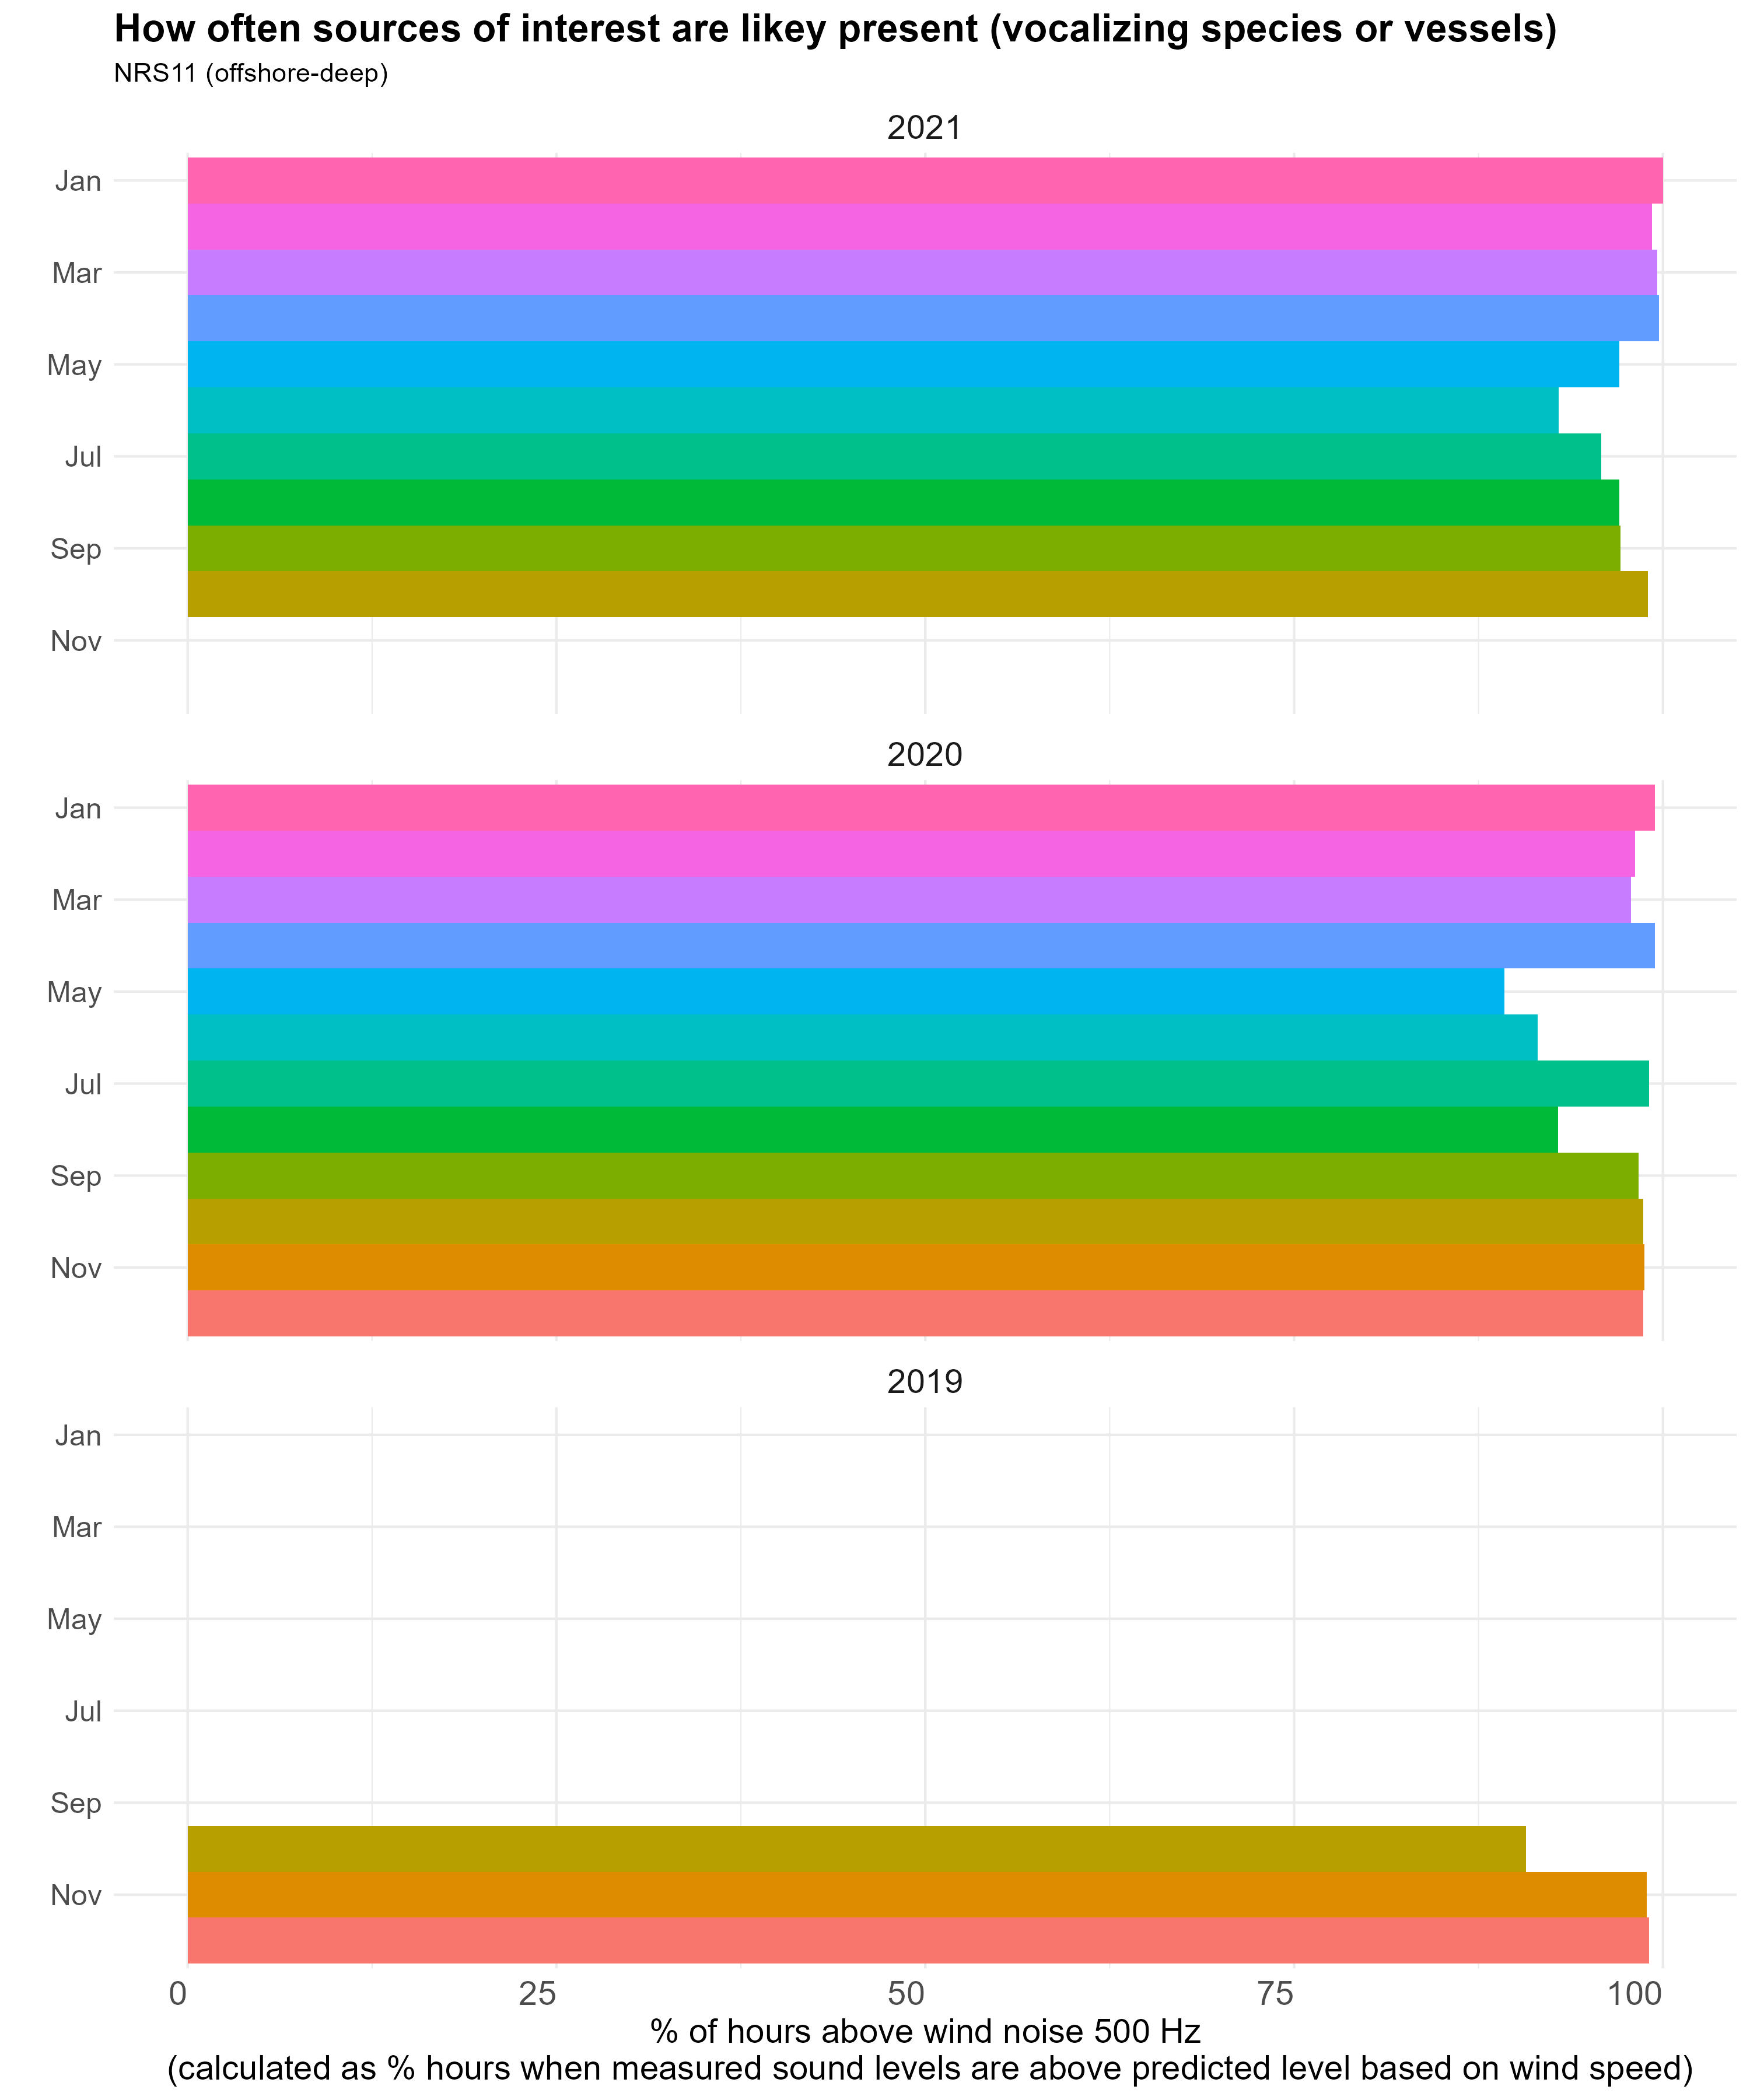 How often sources of interest are likey present (vocalizing species or vessels)
NRS11 (offshore-deep)
2021
Jan
Mar
May
Jul
Sep
Nov
2020
Jan
Mar
May
Jul
Sep
Nov
2019
Jan
Mar
May
Jul
Sep
Nov
0 25 50 75 100
% of hours above wind noise 500 Hz
(calculated as % hours when measured sound levels are above predicted level based on wind speed)